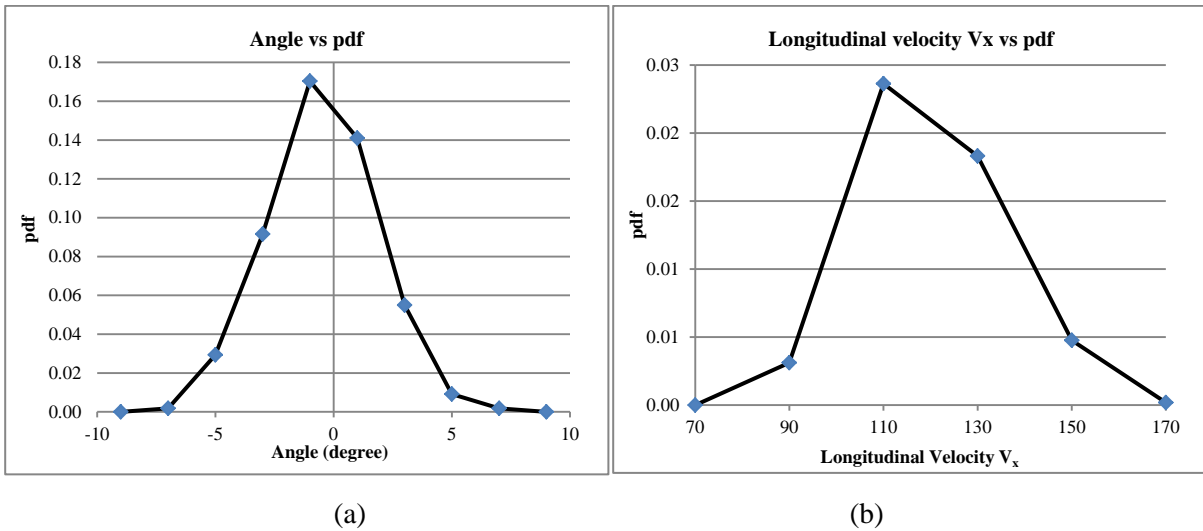 Angle vs pdf
0.18
0.16
0.14
0.12
0.10
0.08
0.06
0.04
0.02
0.00
pdf
-10 -5 0 5 10
Angle (degree)
(a)
Longitudinal velocity Vx vs pdf
0.03
0.02
0.02
0.01
0.01
0.00
pdf
70 90 110 130 150 170
Longitudinal Velocity Vₓ
(b)